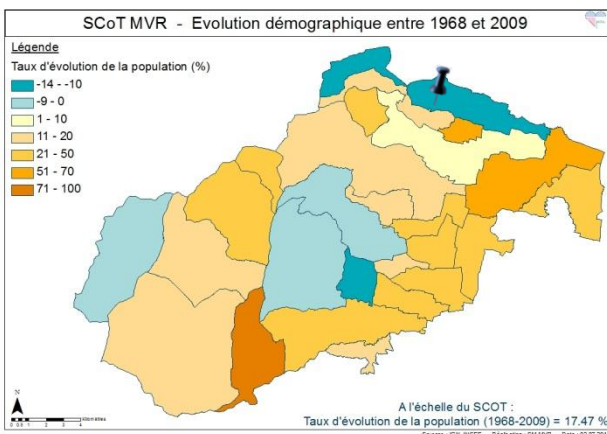 SCoT MVR - Evolution démographique entre 1968 et 2009
Légende
Taux d'évolution de la population (%)
-14 - -10
-9 - 0
1 - 10
11 - 20
21 - 50
51 - 70
71 - 100
N
Kilomètres
A l'échelle du SCOT :
Taux d'évolution de la population (1968-2009) = 17.47 %